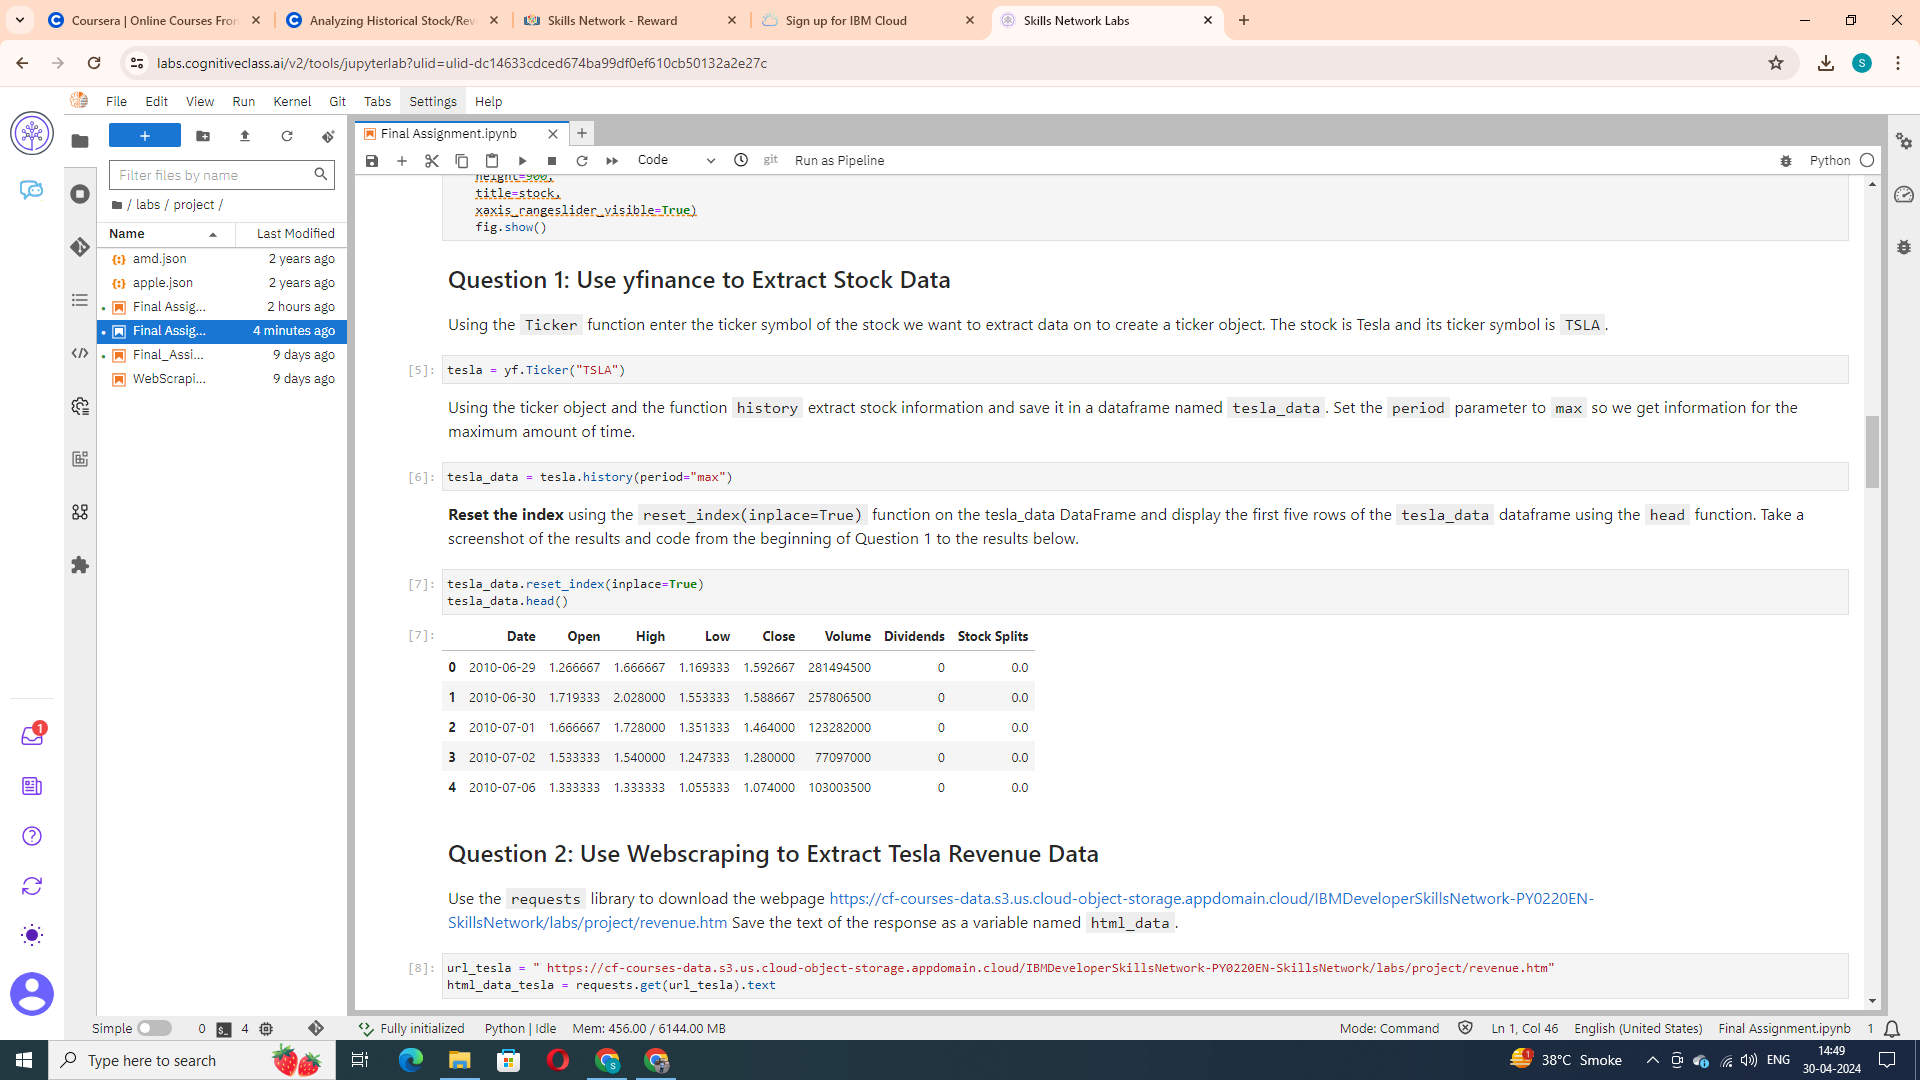 Coursera | Online Courses Fron
Analyzing Historical Stock/Rev
Skills Network - Reward
Sign up for IBM Cloud
Skills Network Labs
labs.cognitiveclass.ai/v2/tools/jupyterlab?ulid=ulid-dc14633cdced674ba99df0ef610cb50132a2e27c
S
File Edit View Run Kernel Git Tabs Settings Help
Final Assignment.ipynb
Code
git
Run as Pipeline
Python
Filter files by name
/ labs / project /
Name Last Modified
amd.json 2 years ago
apple.json 2 years ago
Final Assig... 2 hours ago
Final Assig... 4 minutes ago
Final_Assi... 9 days ago
WebScrapi... 9 days ago
height=900,
title=stock,
xaxis_rangeslider_visible=True)
fig.show()
Question 1: Use yfinance to Extract Stock Data
Using the Ticker function enter the ticker symbol of the stock we want to extract data on to create a ticker object. The stock is Tesla and its ticker symbol is TSLA.
[5]: tesla = yf.Ticker("TSLA")
Using the ticker object and the function history extract stock information and save it in a dataframe named tesla_data. Set the period parameter to max so we get information for the
maximum amount of time.
[6]: tesla_data = tesla.history(period="max")
Reset the index using the reset_index(inplace=True) function on the tesla_data DataFrame and display the first five rows of the tesla_data dataframe using the head function. Take a
screenshot of the results and code from the beginning of Question 1 to the results below.
[7]: tesla_data.reset_index(inplace=True)
tesla_data.head()
[7]: Date Open High Low Close Volume Dividends Stock Splits
0 2010-06-29 1.266667 1.666667 1.169333 1.592667 281494500 0 0.0
1 2010-06-30 1.719333 2.028000 1.553333 1.588667 257806500 0 0.0
2 2010-07-01 1.666667 1.728000 1.351333 1.464000 123282000 0 0.0
3 2010-07-02 1.533333 1.540000 1.247333 1.280000 77097000 0 0.0
4 2010-07-06 1.333333 1.333333 1.055333 1.074000 103003500 0 0.0
Question 2: Use Webscraping to Extract Tesla Revenue Data
Use the requests library to download the webpage https://cf-courses-data.s3.us.cloud-object-storage.appdomain.cloud/IBMDeveloperSkillsNetwork-PY0220EN-
SkillsNetwork/labs/project/revenue.htm Save the text of the response as a variable named html_data.
[8]: url_tesla = " https://cf-courses-data.s3.us.cloud-object-storage.appdomain.cloud/IBMDeveloperSkillsNetwork-PY0220EN-SkillsNetwork/labs/project/revenue.htm"
html_data_tesla = requests.get(url_tesla).text
1
Simple 0 4 Fully initialized Python | Idle Mem: 456.00 / 6144.00 MB Mode: Command Ln 1, Col 46 English (United States) Final Assignment.ipynb 1
Type here to search
1 38°C Smoke ENG
14:49
30-04-2024